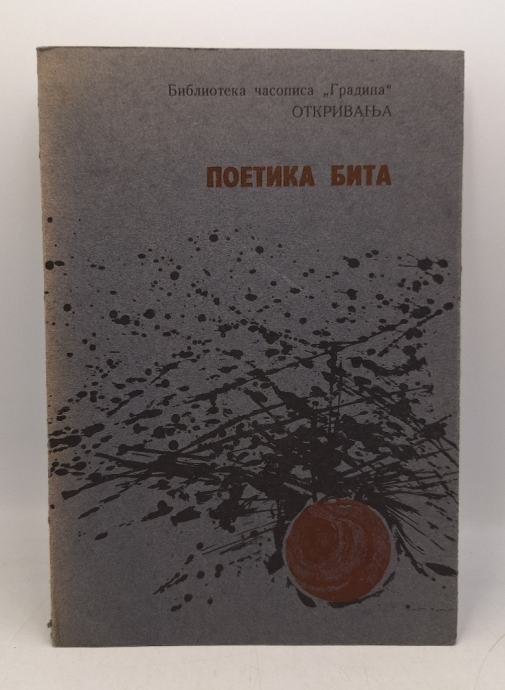 Библиотека часописа „Градина“
ОТКРИВАЊА
ПОЕТИКА БИТА